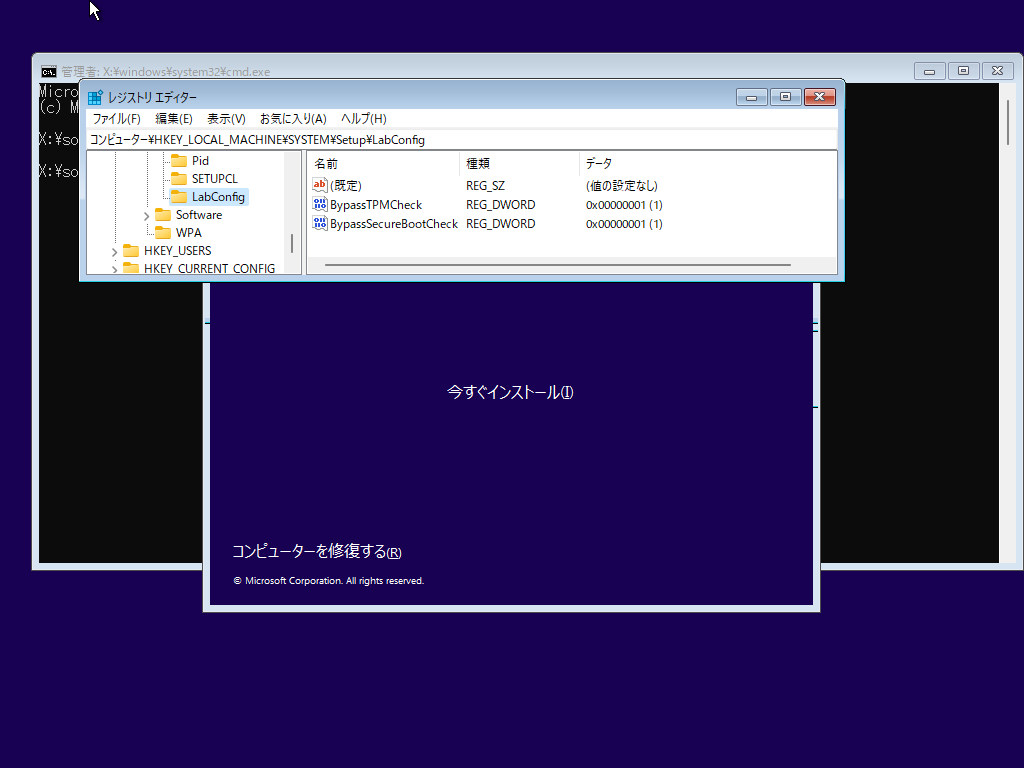 管理者: X:¥windows¥system32¥cmd.exe
レジストリ エディター
ファイル(F) 編集(E) 表示(V) お気に入り(A) ヘルプ(H)
コンピューター¥HKEY_LOCAL_MACHINE¥SYSTEM¥Setup¥LabConfig
Pid
SETUPCL
LabConfig
Software
WPA
HKEY_USERS
HKEY_CURRENT_CONFIG
名前 種類 データ
(既定) REG_SZ (値の設定なし)
BypassTPMCheck REG_DWORD 0x00000001 (1)
BypassSecureBootCheck REG_DWORD 0x00000001 (1)
Micro
(c) M
X:¥so
X:¥so
今すぐインストール(I)
コンピューターを修復する(R)
© Microsoft Corporation. All rights reserved.